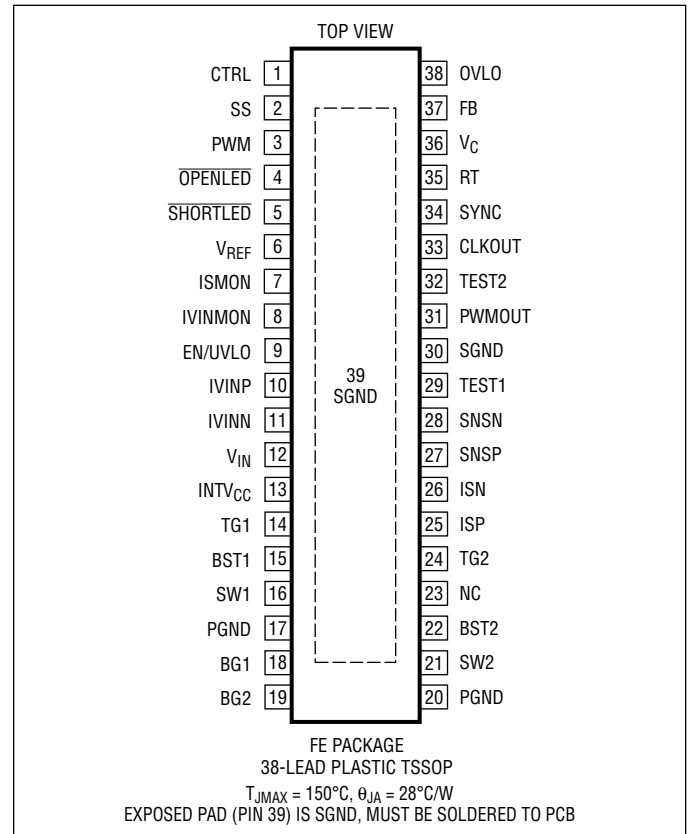 TOP VIEW
CTRL 1
SS 2
PWM 3
OPENLED 4
SHORTLED 5
VREF 6
ISMON 7
IVINMON 8
EN/UVLO 9
IVINP 10
IVINN 11
VIN 12
INTVCC 13
TG1 14
BST1 15
SW1 16
PGND 17
BG1 18
BG2 19
39
SGND
38 OVLO
37 FB
36 VC
35 RT
34 SYNC
33 CLKOUT
32 TEST2
31 PWMOUT
30 SGND
29 TEST1
28 SNSN
27 SNSP
26 ISN
25 ISP
24 TG2
23 NC
22 BST2
21 SW2
20 PGND
FE PACKAGE
38-LEAD PLASTIC TSSOP
TJMAX = 150°C, θJA = 28°C/W
EXPOSED PAD (PIN 39) IS SGND, MUST BE SOLDERED TO PCB